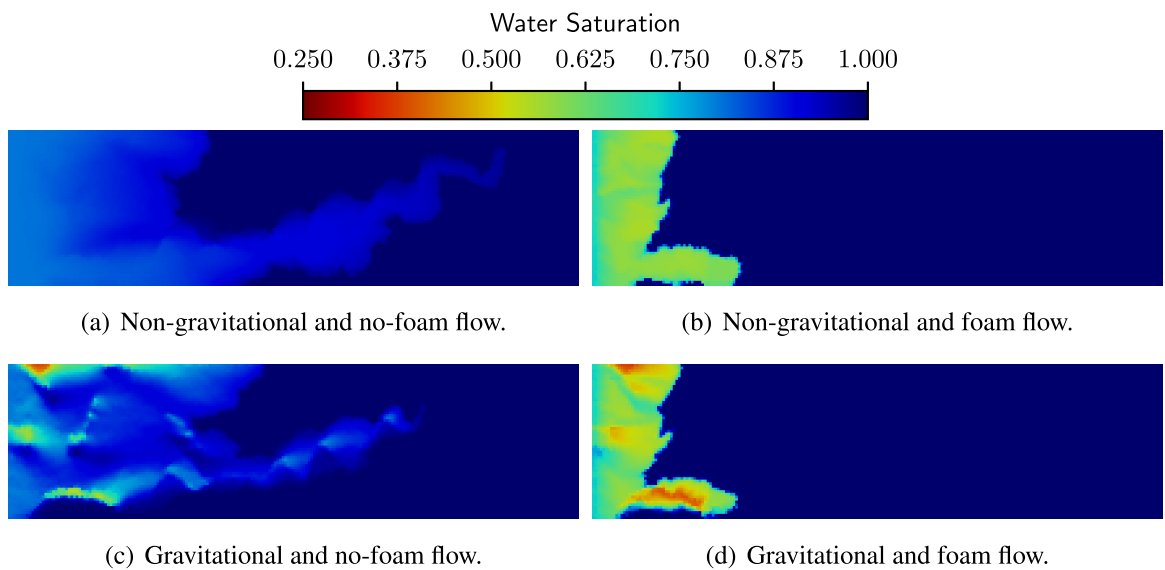 Water Saturation
0.250 0.375 0.500 0.625 0.750 0.875 1.000
(a) Non-gravitational and no-foam flow.
(b) Non-gravitational and foam flow.
(c) Gravitational and no-foam flow.
(d) Gravitational and foam flow.